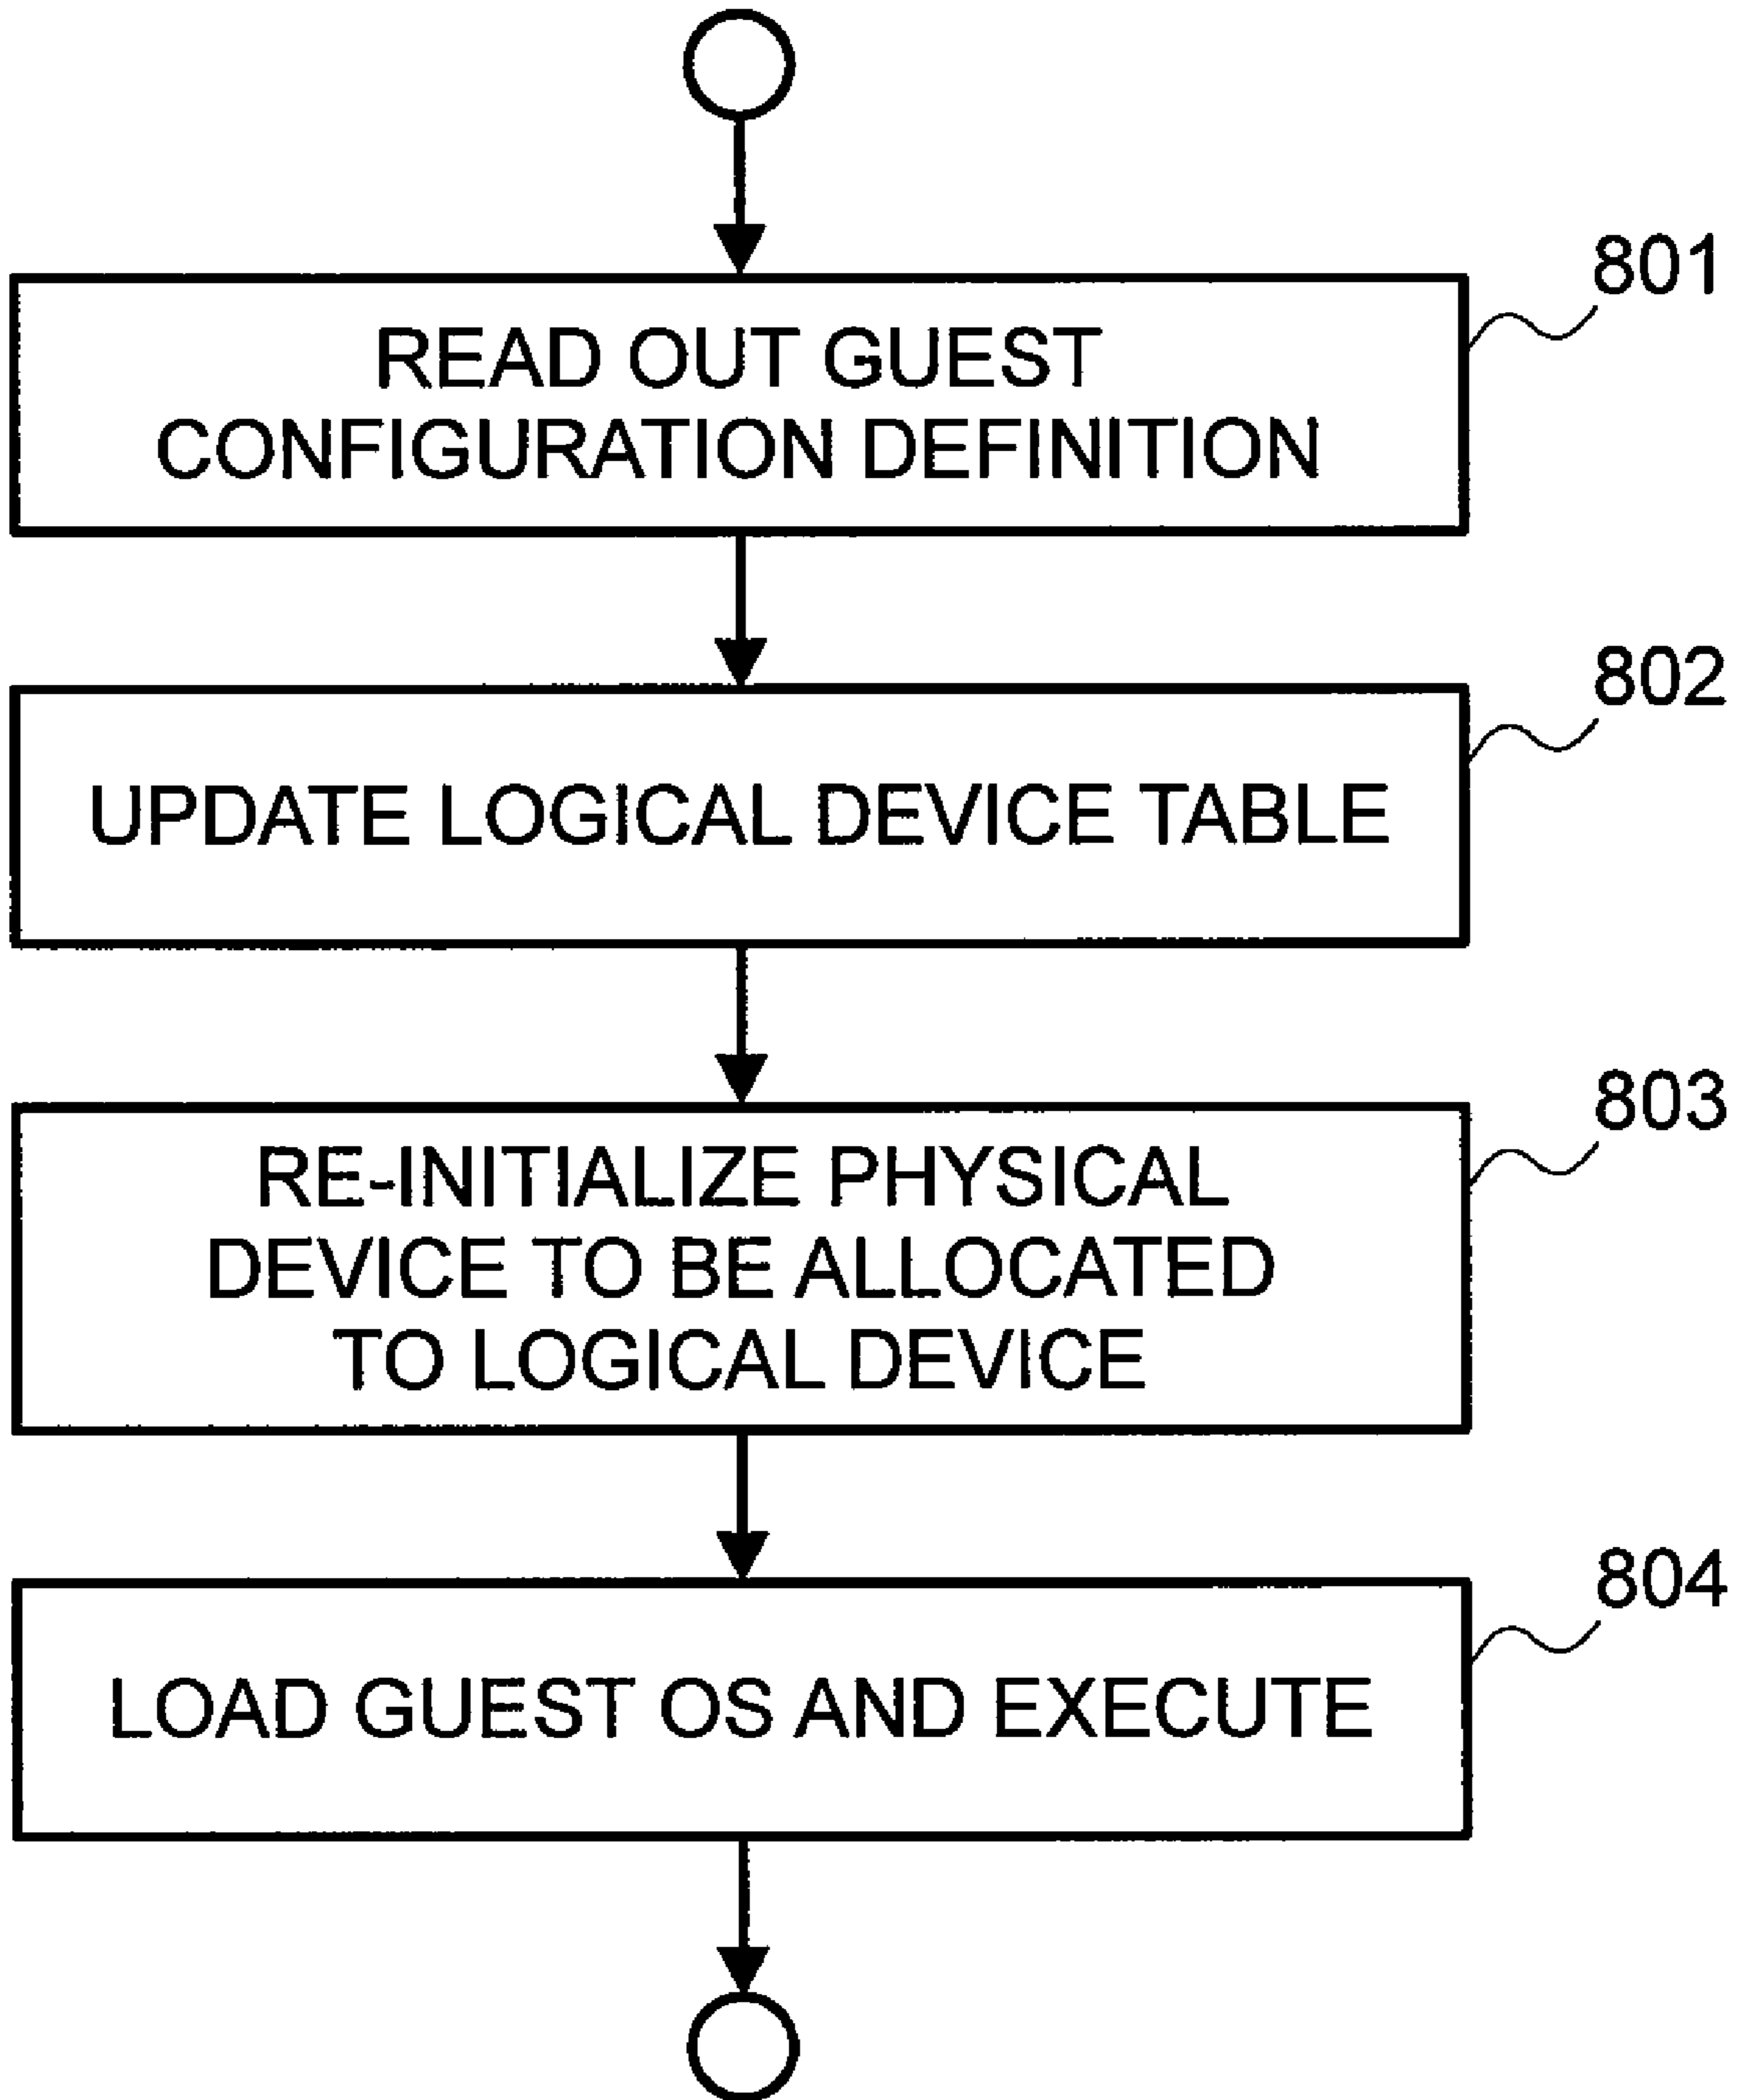 801
READ OUT GUEST
CONFIGURATION DEFINITION
802
UPDATE LOGICAL DEVICE TABLE
803
RE-INITIALIZE PHYSICAL
DEVICE TO BE ALLOCATED
TO LOGICAL DEVICE
804
LOAD GUEST OS AND EXECUTE